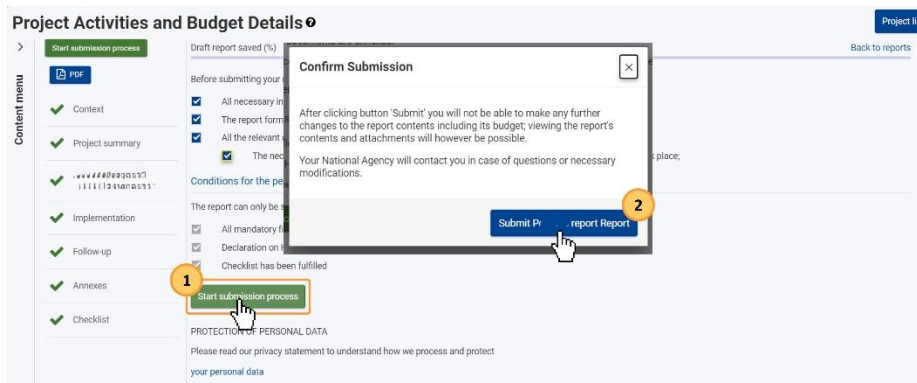 Project Activities and Budget Details
Project li
Start submission process
Draft report saved (%)
Back to reports
PDF
Content menu
Before submitting your
Context
All necessary in
The report form
Project summary
All the relevant
The nec
place;
Conditions for the pe
Implementation
The report can only be s
All mandatory fi
Follow-up
Declaration on H
Checklist has been fulfilled
Annexes
1
Start submission process
Checklist
PROTECTION OF PERSONAL DATA
Please read our privacy statement to understand how we process and protect
your personal data
Confirm Submission
After clicking button 'Submit' you will not be able to make any further
changes to the report contents including its budget; viewing the report's
contents and attachments will however be possible.
Your National Agency will contact you in case of questions or necessary
modifications.
2
Submit report Report